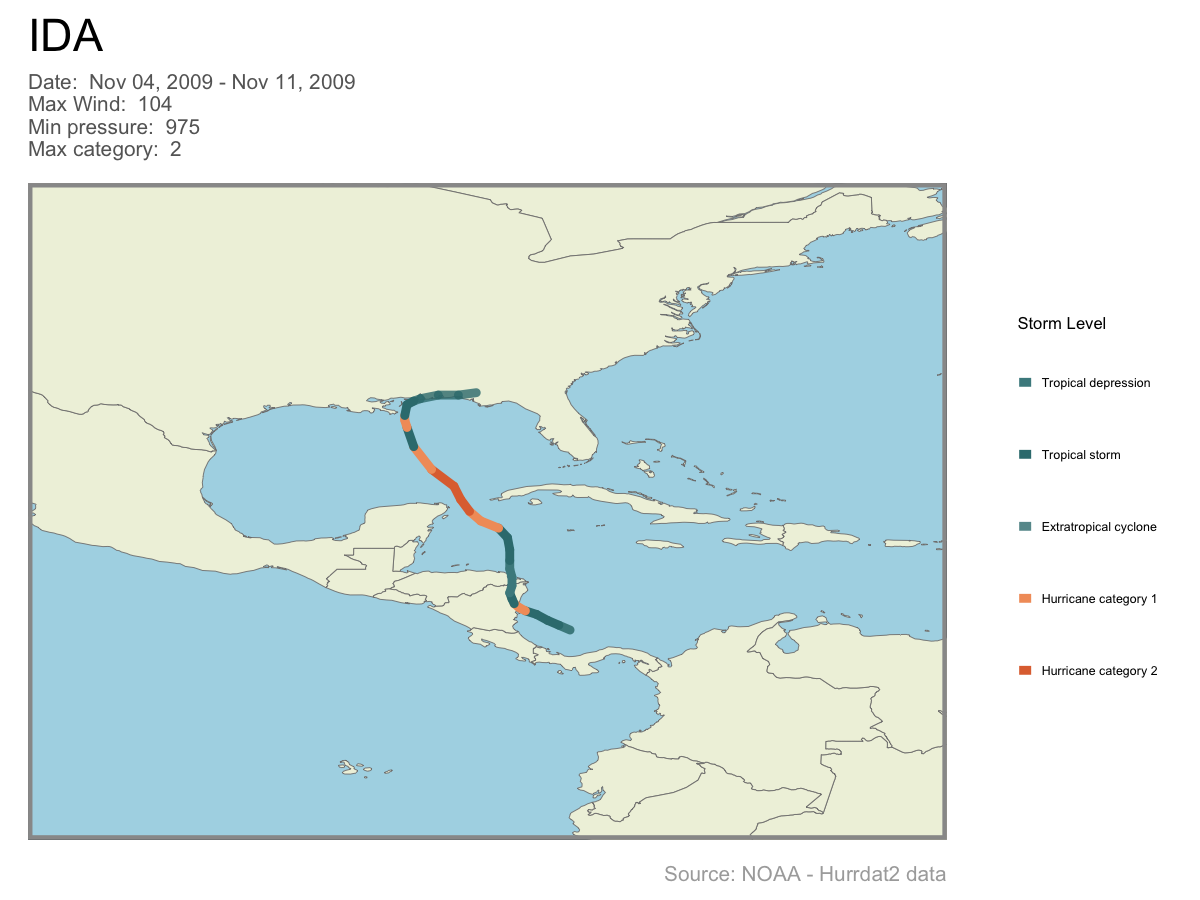 IDA
Date:  Nov 04, 2009 - Nov 11, 2009
Max Wind:  104
Min pressure:  975
Max category:  2
Storm Level
Tropical depression
Tropical storm
Extratropical cyclone
Hurricane category 1
Hurricane category 2
Source: NOAA - Hurrdat2 data